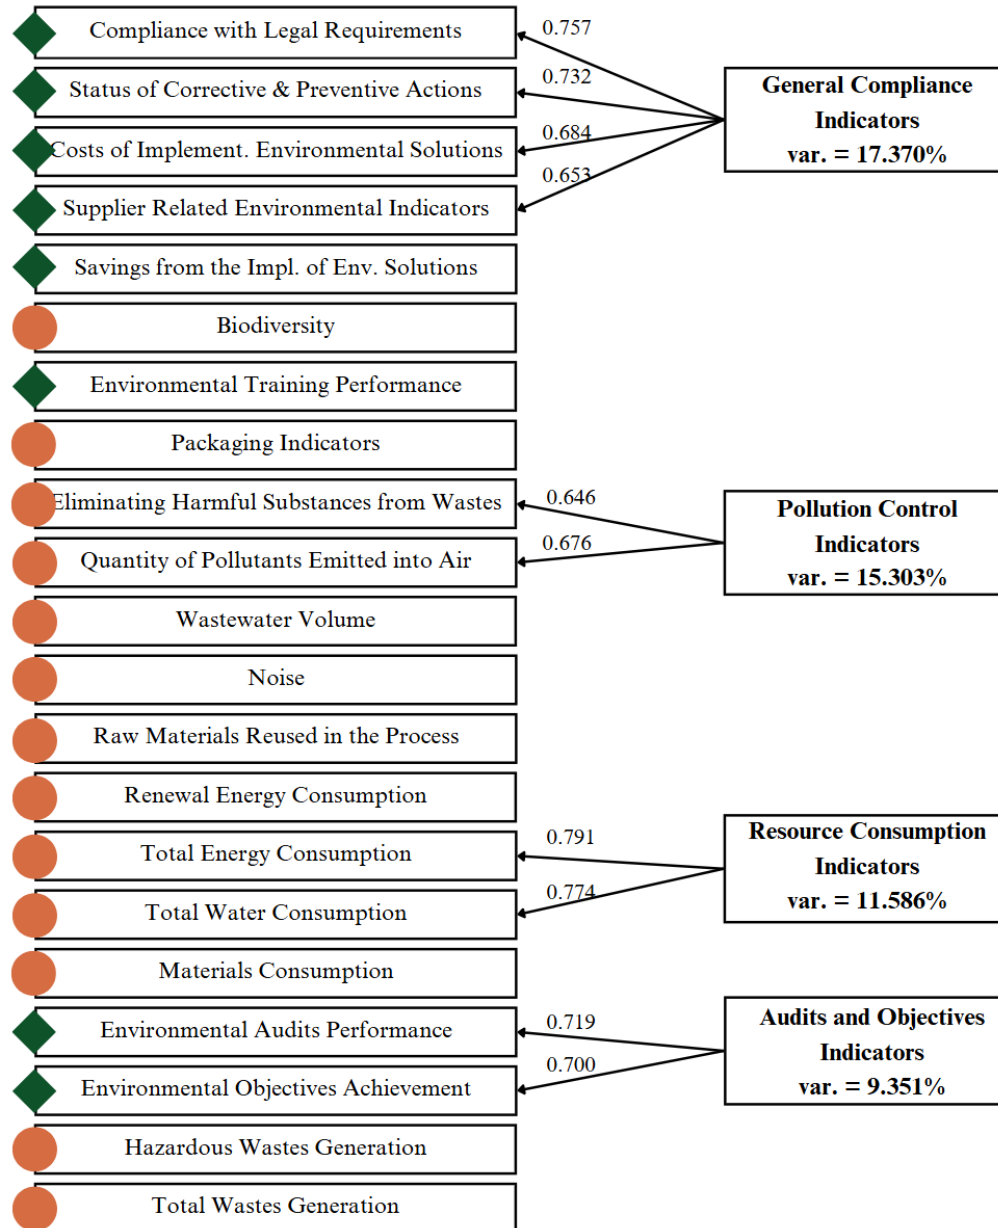 Compliance with Legal Requirements
0.757
Status of Corrective & Preventive Actions
0.732
General Compliance
Indicators
var. = 17.370%
Costs of Implement. Environmental Solutions
0.684
Supplier Related Environmental Indicators
0.653
Savings from the Impl. of Env. Solutions
Biodiversity
Environmental Training Performance
Packaging Indicators
Eliminating Harmful Substances from Wastes
0.646
Pollution Control
Indicators
var. = 15.303%
Quantity of Pollutants Emitted into Air
0.676
Wastewater Volume
Noise
Raw Materials Reused in the Process
Renewal Energy Consumption
Total Energy Consumption
0.791
Resource Consumption
Indicators
var. = 11.586%
Total Water Consumption
0.774
Materials Consumption
Environmental Audits Performance
0.719
Audits and Objectives
Indicators
var. = 9.351%
Environmental Objectives Achievement
0.700
Hazardous Wastes Generation
Total Wastes Generation